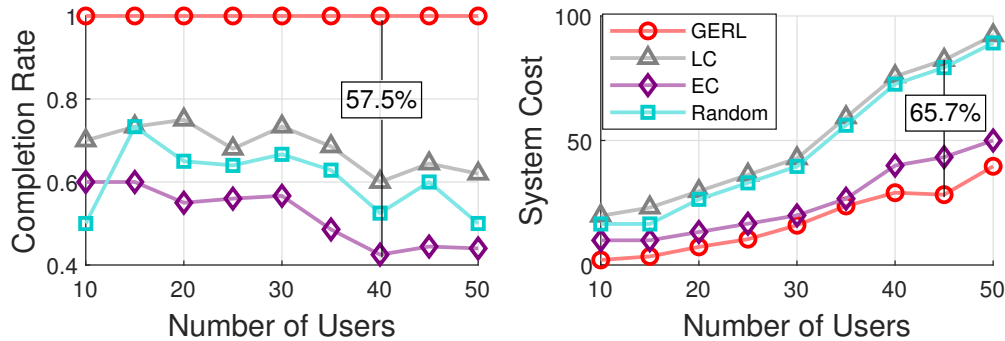 1
0.8
0.6
0.4
Completion Rate
57.5%
10
20
30
40
50
Number of Users
100
50
0
System Cost
GERL
LC
EC
Random
65.7%
10
20
30
40
50
Number of Users